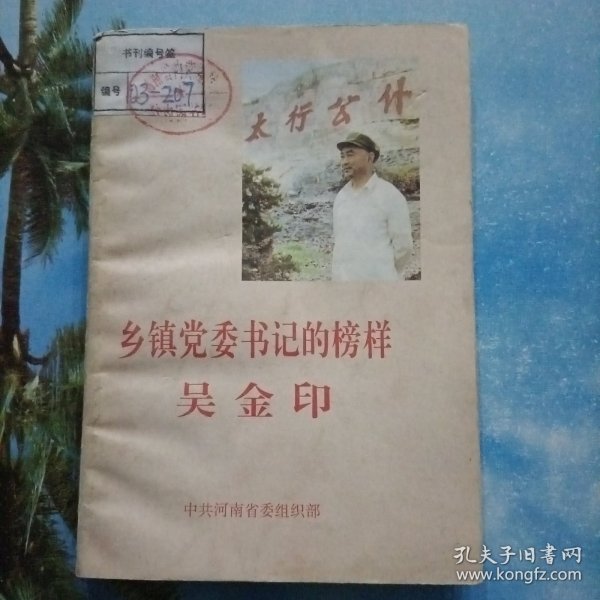 书刊编号签
编号
D3-207
太行公仆
乡镇党委书记的榜样
吴金印
中共河南省委组织部
孔夫子旧书网
www.kongfz.com